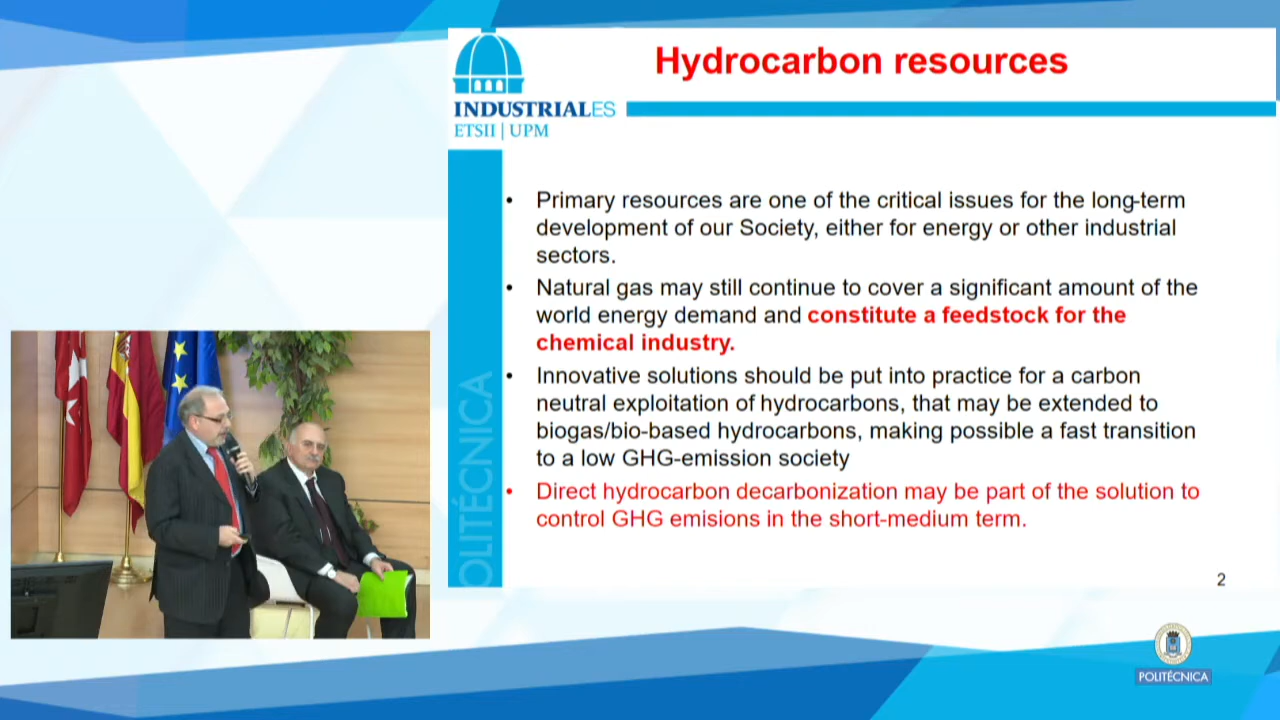 Hydrocarbon resources
INDUSTRIALES
ETSII | UPM
• Primary resources are one of the critical issues for the long-term
development of our Society, either for energy or other industrial
sectors.
• Natural gas may still continue to cover a significant amount of the
world energy demand and constitute a feedstock for the
chemical industry.
• Innovative solutions should be put into practice for a carbon
neutral exploitation of hydrocarbons, that may be extended to
biogas/bio-based hydrocarbons, making possible a fast transition
to a low GHG-emission society
• Direct hydrocarbon decarbonization may be part of the solution to
control GHG emisions in the short-medium term.
OLITÉCNICA
2
POLITÉCNICA